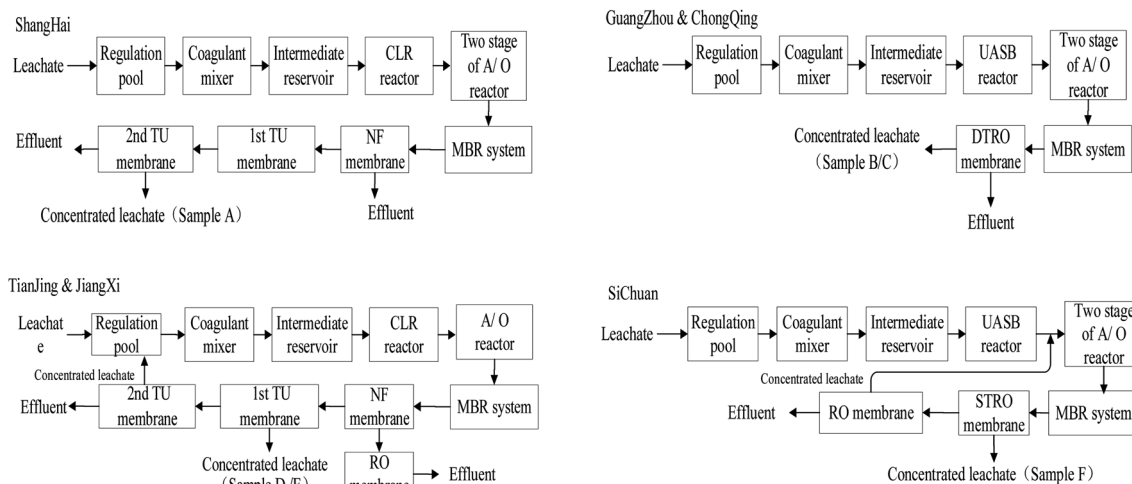 ShangHai
Leachate
Regulation
pool
Coagulant
mixer
Intermediate
reservoir
CLR
reactor
Two stage
of A/ O
reactor
Effluent
2nd TU
membrane
1st TU
membrane
NF
membrane
MBR system
Concentrated leachate（Sample A）
Effluent
GuangZhou & ChongQing
Leachate
Regulation
pool
Coagulant
mixer
Intermediate
reservoir
UASB
reactor
Two stage
of A/ O
reactor
Concentrated leachate
（Sample B/C）
DTRO
membrane
MBR system
Effluent
TianJing & JiangXi
Leachat
e
Regulation
pool
Coagulant
mixer
Intermediate
reservoir
CLR
reactor
A/ O
reactor
Concentrated leachate
Effluent
2nd TU
membrane
1st TU
membrane
NF
membrane
MBR system
Concentrated leachate
（Sample D/E）
RO
membrane
Effluent
SiChuan
Leachate
Regulation
pool
Coagulant
mixer
Intermediate
reservoir
UASB
reactor
Two stage
of A/ O
reactor
Concentrated leachate
Effluent
RO membrane
STRO
membrane
MBR system
Concentrated leachate（Sample F）